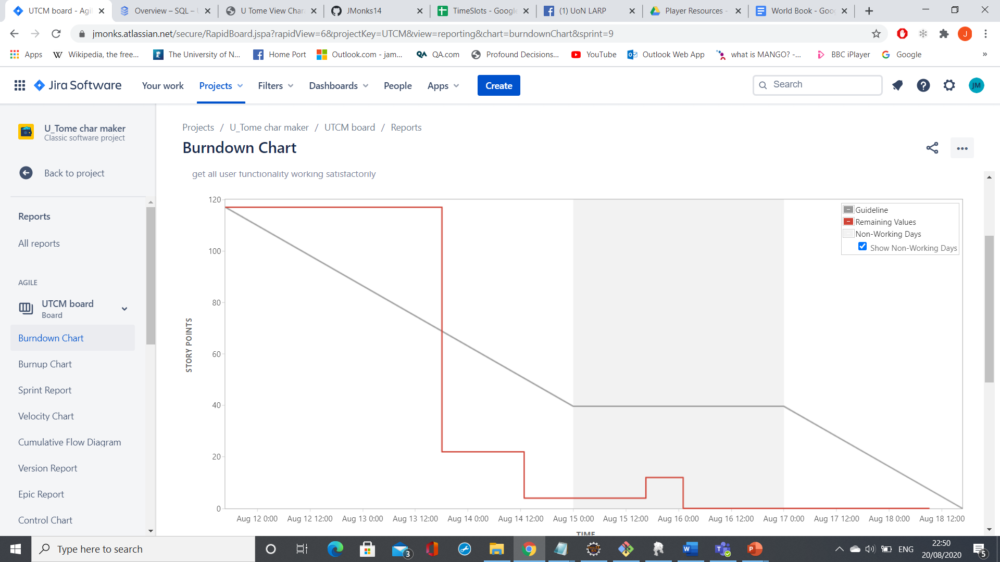 UTCM board - Agil
Overview – SQL –
U Tome View Char
JMonks14
TimeSlots - Google
(1) UoN LARP
Player Resources -
World Book - Goo
jmonks.atlassian.net/secure/RapidBoard.jspa?rapidView=6&projectKey=UTCM&view=reporting&chart=burndownChart&sprint=9
J
Apps
Wikipedia, the free...
The University of N...
Home Port
Outlook.com - jam...
QA.com
Profound Decisions...
YouTube
Outlook Web App
what is MANGO? -...
BBC iPlayer
Google
»
Jira Software
Your work
Projects
Filters
Dashboards
People
Apps
Create
Search
JM
U_Tome char maker
Classic software project
Back to project
Reports
All reports
AGILE
UTCM board
Board
Burndown Chart
Burnup Chart
Sprint Report
Velocity Chart
Cumulative Flow Diagram
Version Report
Epic Report
Control Chart
Projects / U_Tome char maker / UTCM board / Reports
Burndown Chart
get all user functionality working satisfactorily
Guideline
Remaining Values
Non-Working Days
Show Non-Working Days
STORY POINTS
120
100
80
60
40
20
0
Aug 12 0:00 Aug 12 12:00 Aug 13 0:00 Aug 13 12:00 Aug 14 0:00 Aug 14 12:00 Aug 15 0:00 Aug 15 12:00 Aug 16 0:00 Aug 16 12:00 Aug 17 0:00 Aug 17 12:00 Aug 18 0:00 Aug 18 12:00
TIME
Type here to search
3
ENG
22:50
20/08/2020
5